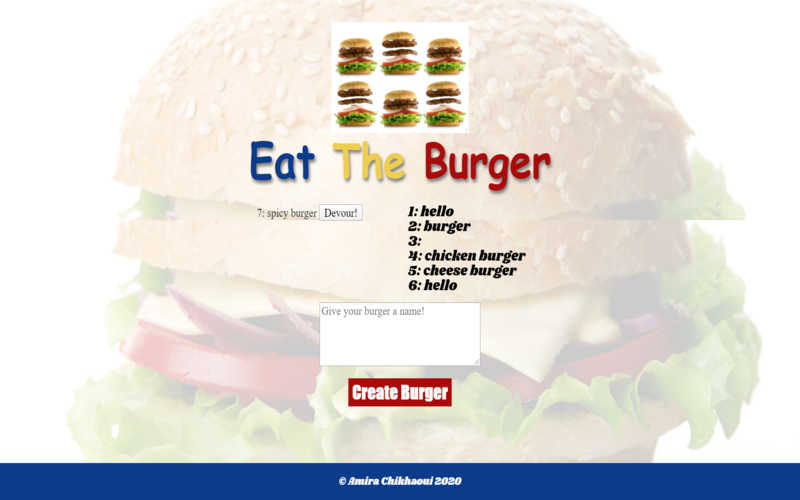 Eat The Burger
7: spicy burger Devour!
1: hello
2: burger
3:
4: chicken burger
5: cheese burger
6: hello
Give your burger a name!
Create Burger
© Amira Chikhaoui 2020